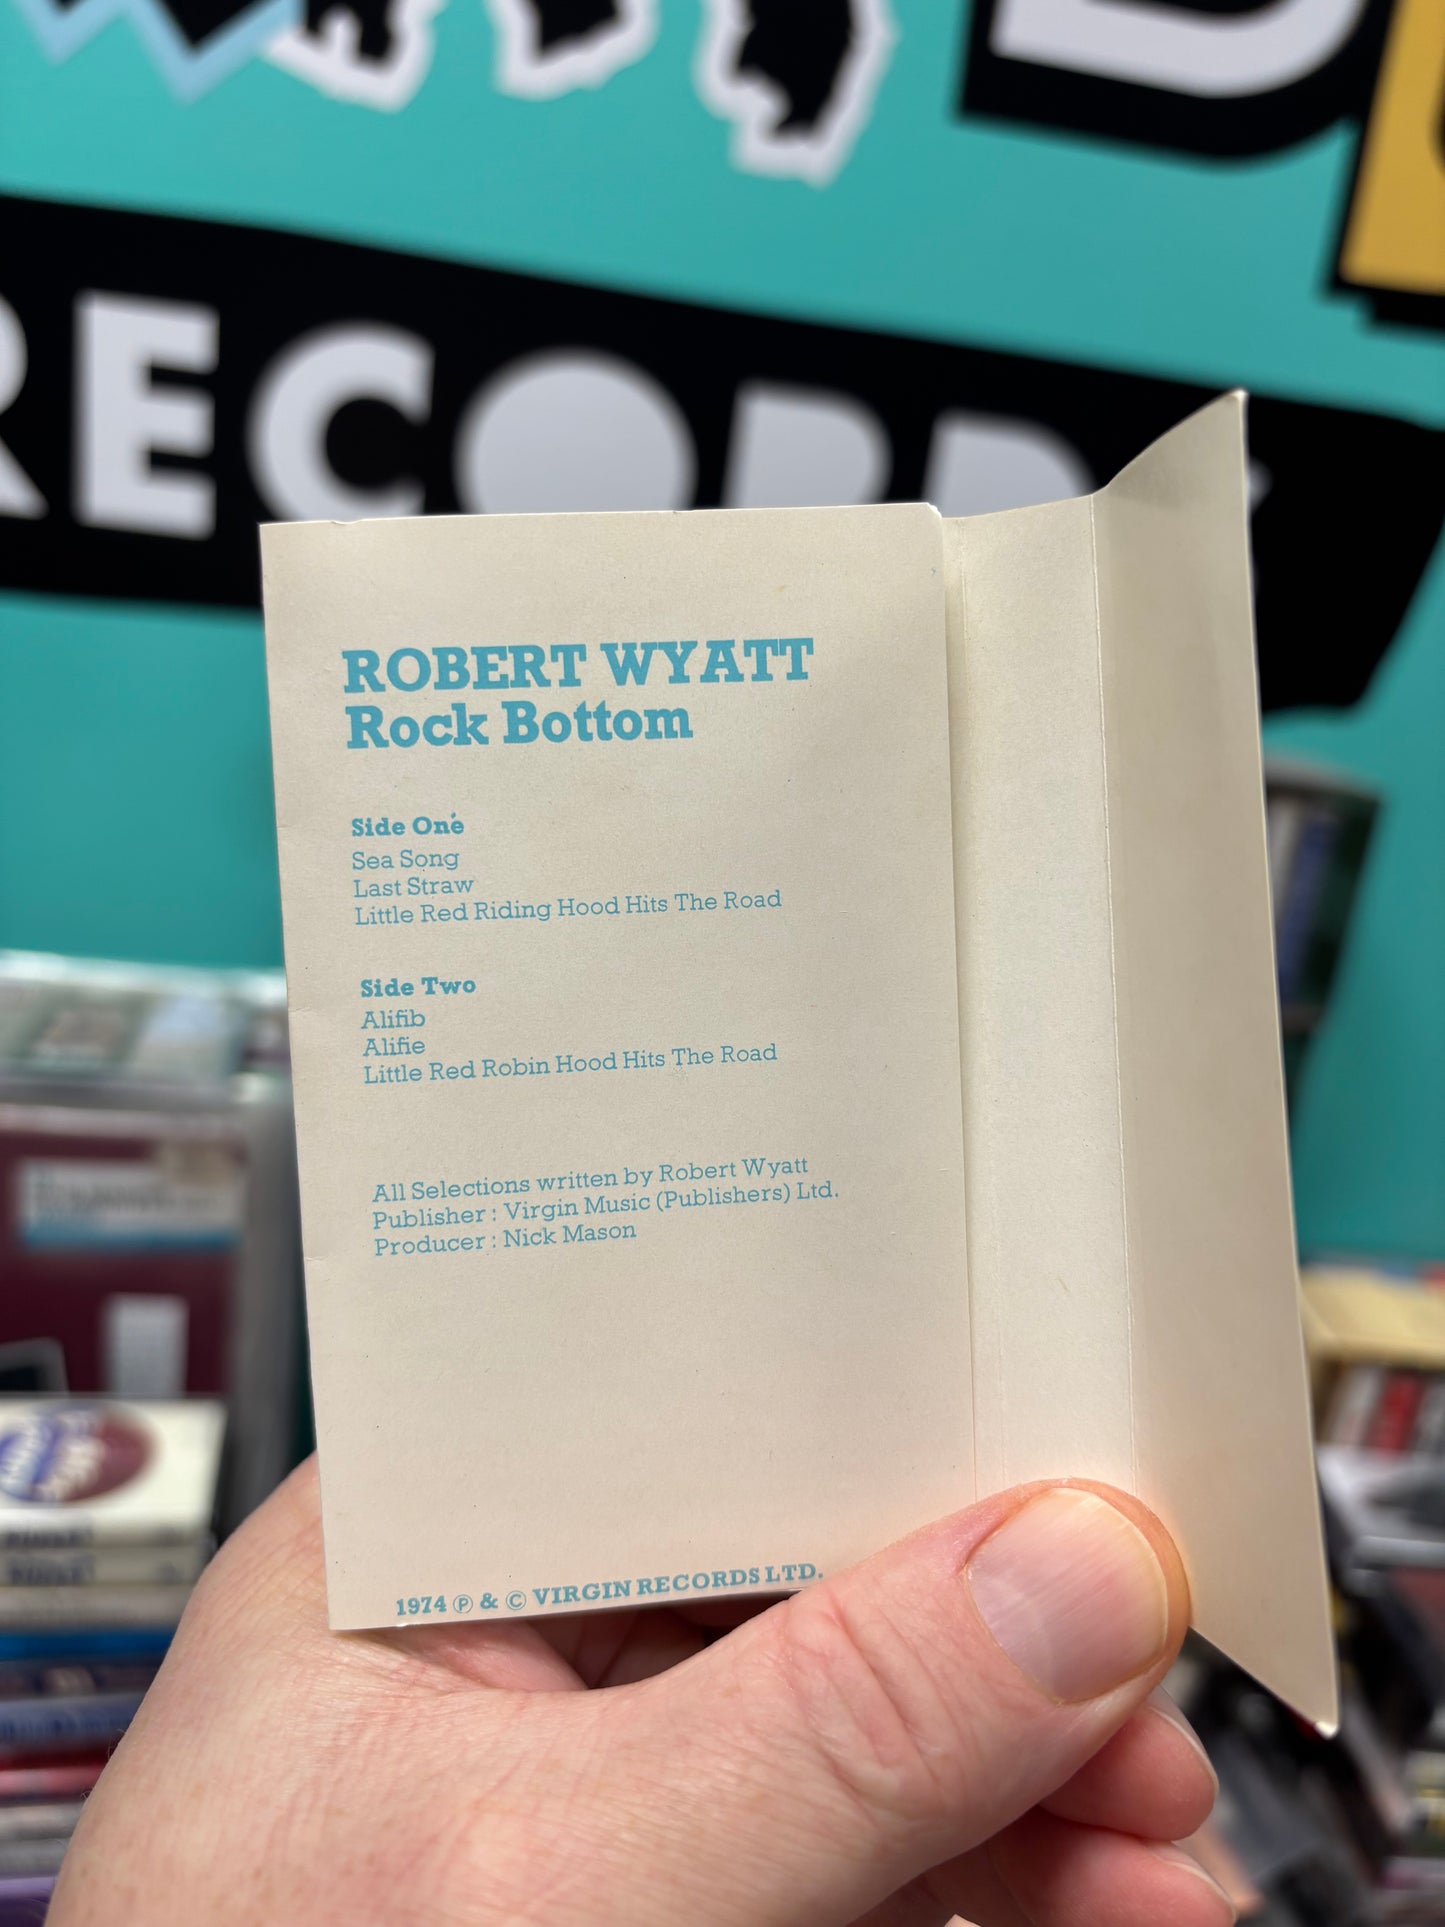 RECORDS
ROBERT WYATT
Rock Bottom
Side One
Sea Song
Last Straw
Little Red Riding Hood Hits The Road
Side Two
Alifib
Alifie
Little Red Robin Hood Hits The Road
All Selections written by Robert Wyatt
Publisher : Virgin Music (Publishers) Ltd.
Producer : Nick Mason
1974 Ⓟ & © VIRGIN RECORDS LTD.